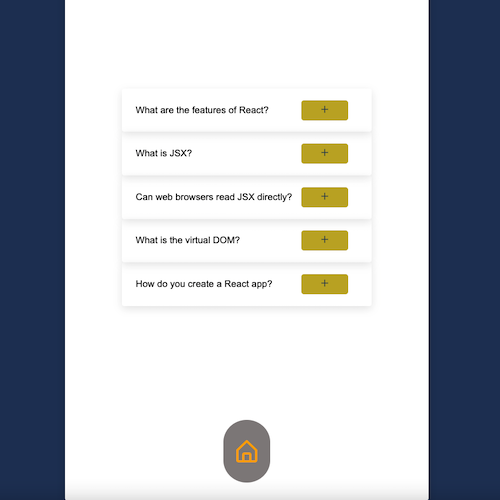 What are the features of React? +
What is JSX? +
Can web browsers read JSX directly? +
What is the virtual DOM? +
How do you create a React app? +